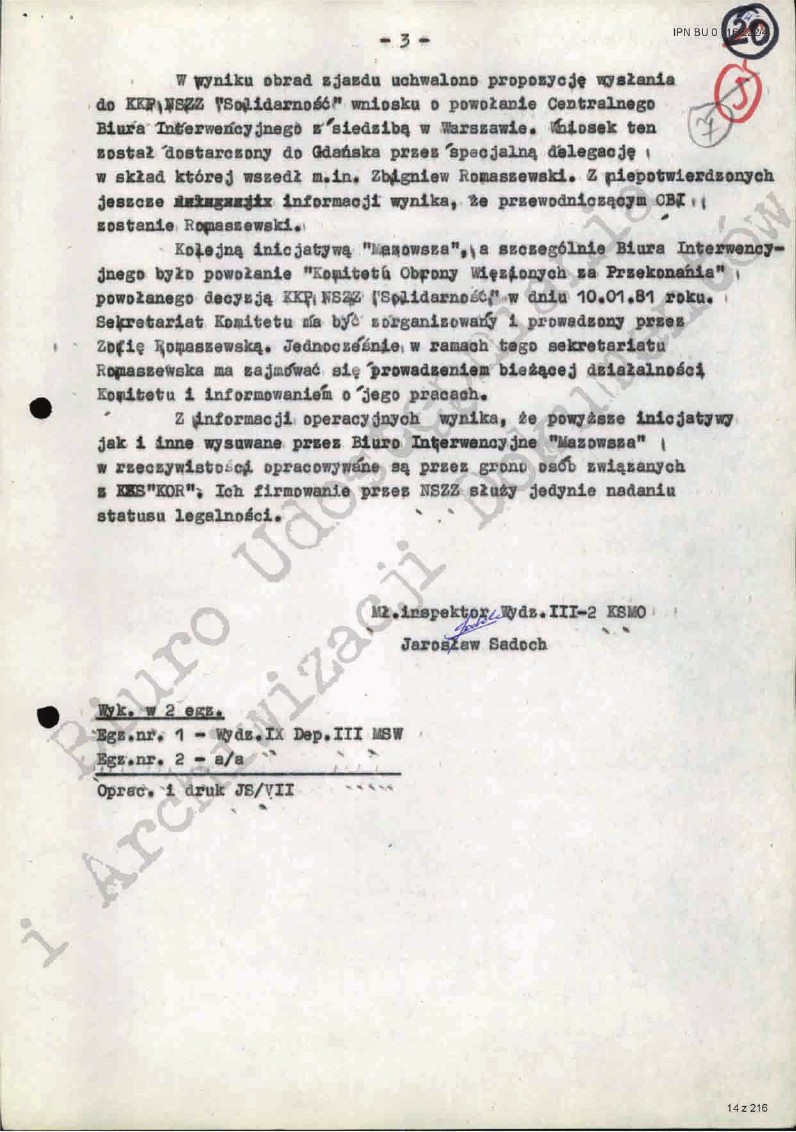 IPN BU 0
20
- 3 -
J
7
W wyniku obrad zjazdu uchwalono propozycję wysłania
do KKP NSZZ "Solidarność" wniosku o powołanie Centralnego
Biura Interwencyjnego z siedzibą w Warszawie. Wniosek ten
został dostarczony do Gdańska przez specjalną delegację
w skład której wszedł m.in. Zbigniew Romaszewski. Z niepotwierdzonych
jeszcze informacji wynika, że przewodniczącym CBI
zostanie Romaszewski.
Kolejną inicjatywą "Mazowsza", a szczególnie Biura Interwency-
jnego było powołanie "Komitetu Obrony Więzionych za Przekonania"
powołanego decyzją KKP NSZZ "Solidarność" w dniu 10.01.81 roku.
Sekretariat Komitetu ma być zorganizowany i prowadzony przez
Zofię Romaszewską. Jednocześnie w ramach tego sekretariatu
Romaszewska ma zajmować się prowadzeniem bieżącej działalności
Komitetu i informowaniem o jego pracach.
Z informacji operacyjnych wynika, że powyższe inicjatywy
jak i inne wysuwane przez Biuro Interwencyjne "Mazowsza"
w rzeczywistości opracowywane są przez grono osób związanych
z KSS"KOR". Ich firmowanie przez NSZZ służy jedynie nadaniu
statusu legalności.
Mł.inspektor Wydz.III-2 KSMO
Jarosław Sadoch
Wyk. w 2 egz.
Egz.nr. 1 - Wydz.IX Dep.III MSW
Egz.nr. 2 - a/a
Oprac. i druk JS/VII
Biuro Udostępniania
i Archiwizacji Dokumentów
14 z 216